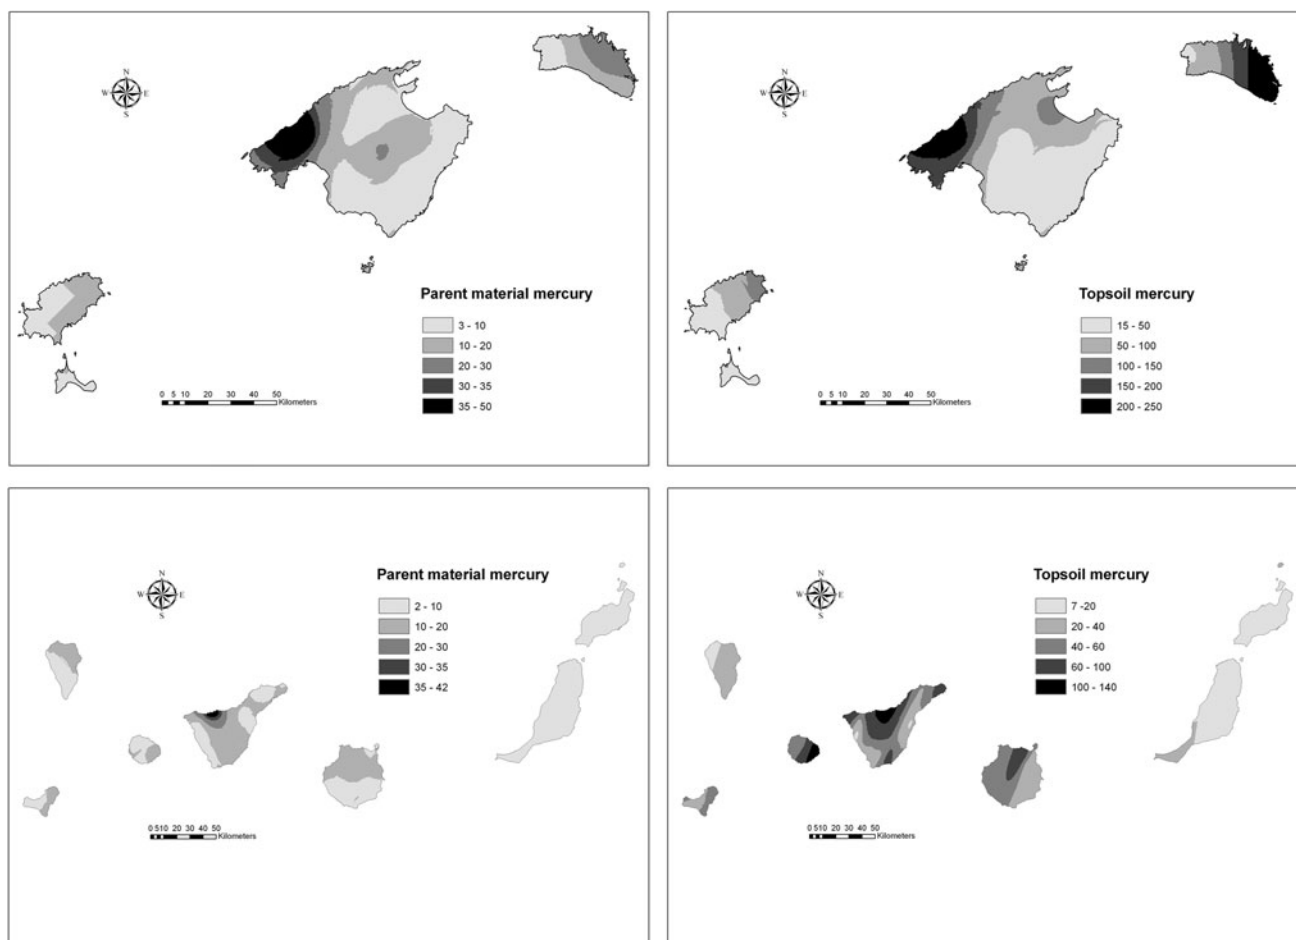 N
W E
S
Parent material mercury
3 - 10
10 - 20
20 - 30
30 - 35
35 - 50
0 5 10 20 30 40 50
Kilometers
N
W E
S
Topsoil mercury
15 - 50
50 - 100
100 - 150
150 - 200
200 - 250
0 5 10 20 30 40 50
Kilometers
N
W E
S
Parent material mercury
2 - 10
10 - 20
20 - 30
30 - 35
35 - 42
0 510 20 30 40 50
Kilometers
N
W E
S
Topsoil mercury
7 -20
20 - 40
40 - 60
60 - 100
100 - 140
0 510 20 30 40 50
Kilometers